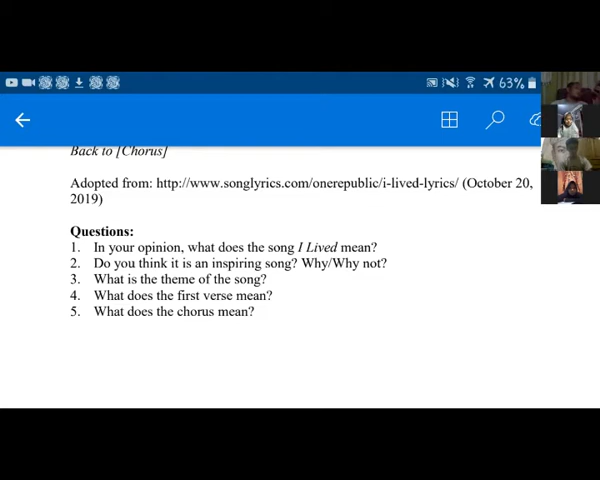 63%
Back to [Chorus]
Adopted from: http://www.songlyrics.com/onerepublic/i-lived-lyrics/ (October 20,
2019)
Questions:
1. In your opinion, what does the song I Lived mean?
2. Do you think it is an inspiring song? Why/Why not?
3. What is the theme of the song?
4. What does the first verse mean?
5. What does the chorus mean?